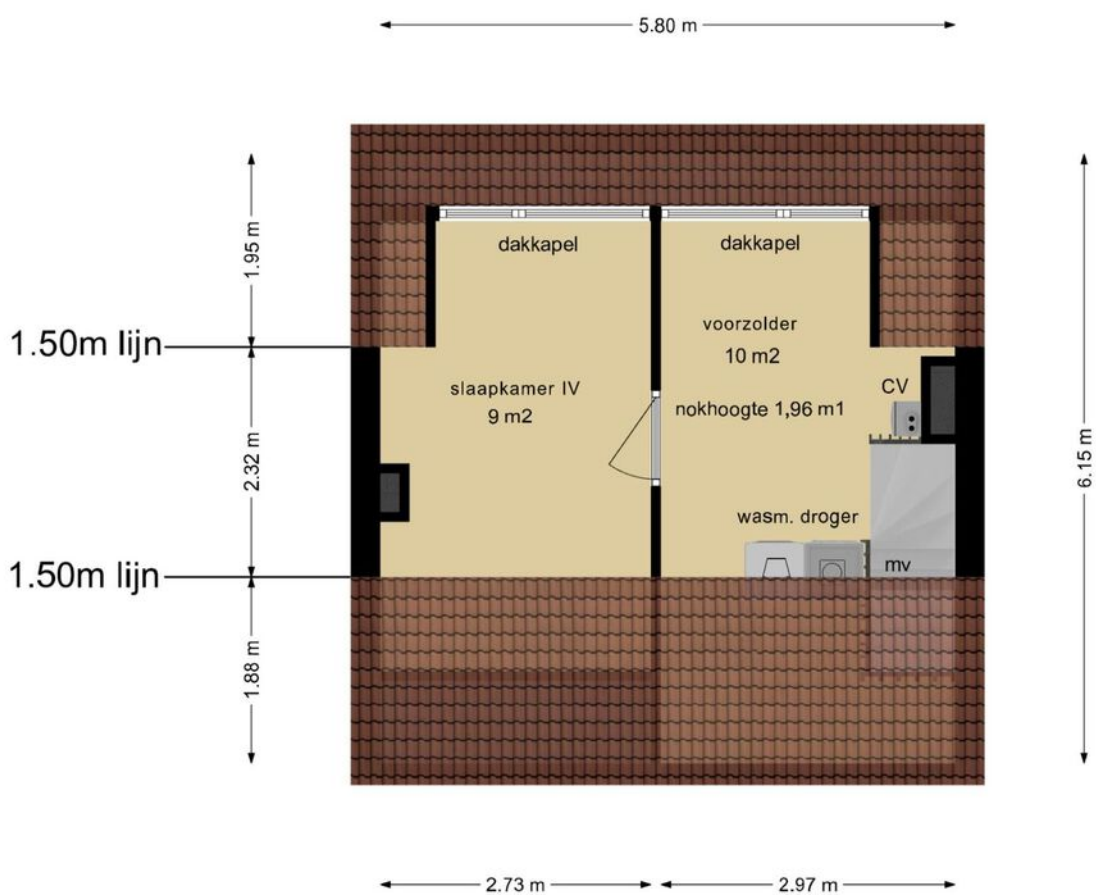 5.80 m
1.95 m
dakkapel
dakkapel
voorzolder
10 m2
1.50m lijn
slaapkamer IV
9 m2
nokhoogte 1,96 m1
CV
2.32 m
6.15 m
wasm. droger
mv
1.50m lijn
1.88 m
2.73 m
2.97 m